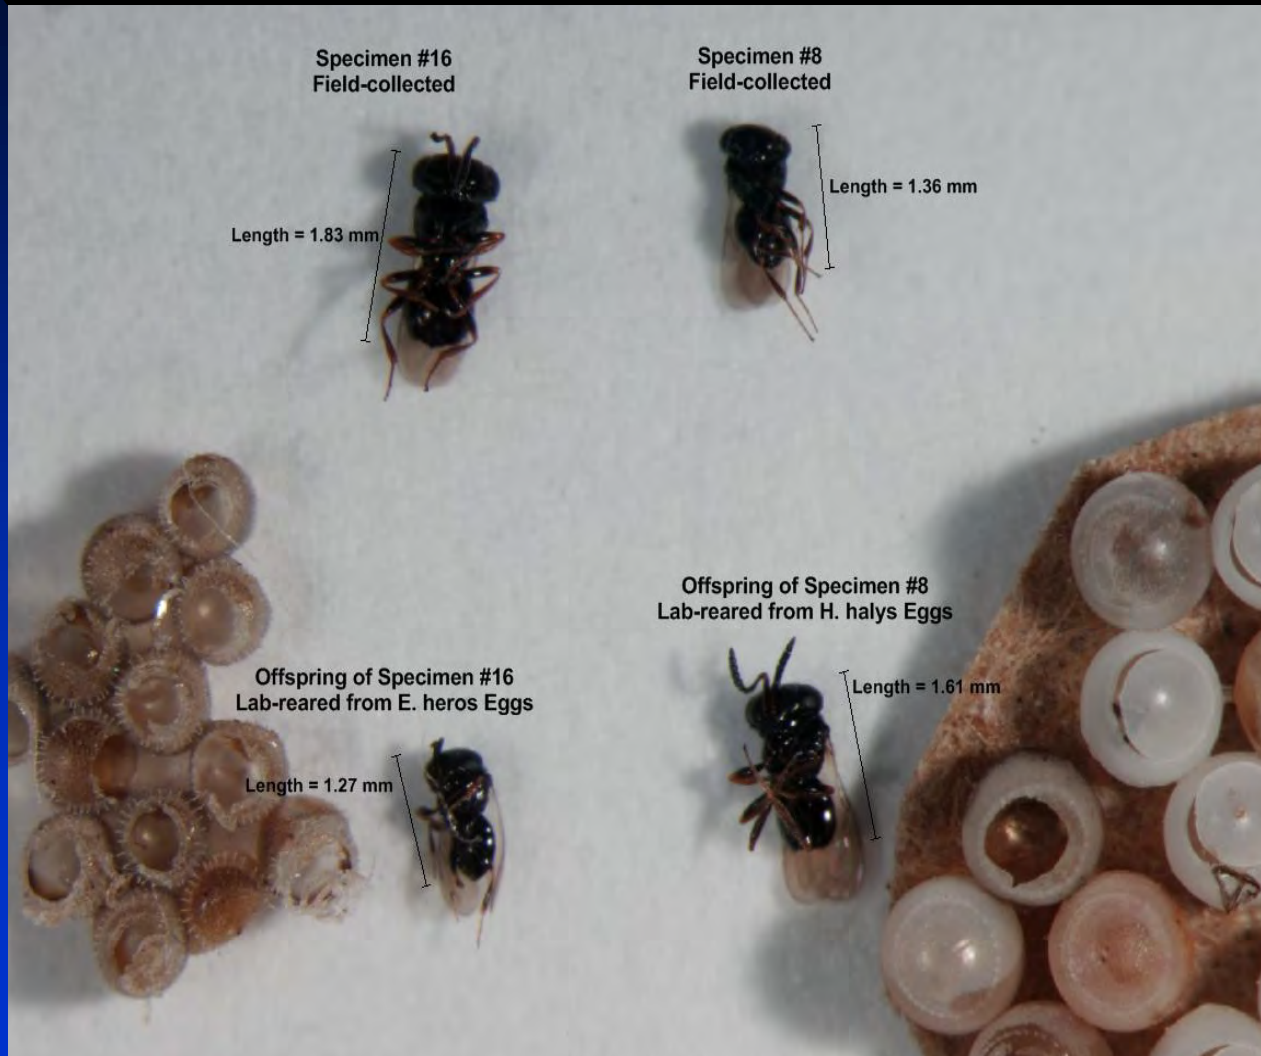 Specimen #16
Field-collected
Specimen #8
Field-collected
Length = 1.83 mm
Length = 1.36 mm
Offspring of Specimen #8
Lab-reared from H. halys Eggs
Offspring of Specimen #16
Lab-reared from E. heros Eggs
Length = 1.61 mm
Length = 1.27 mm